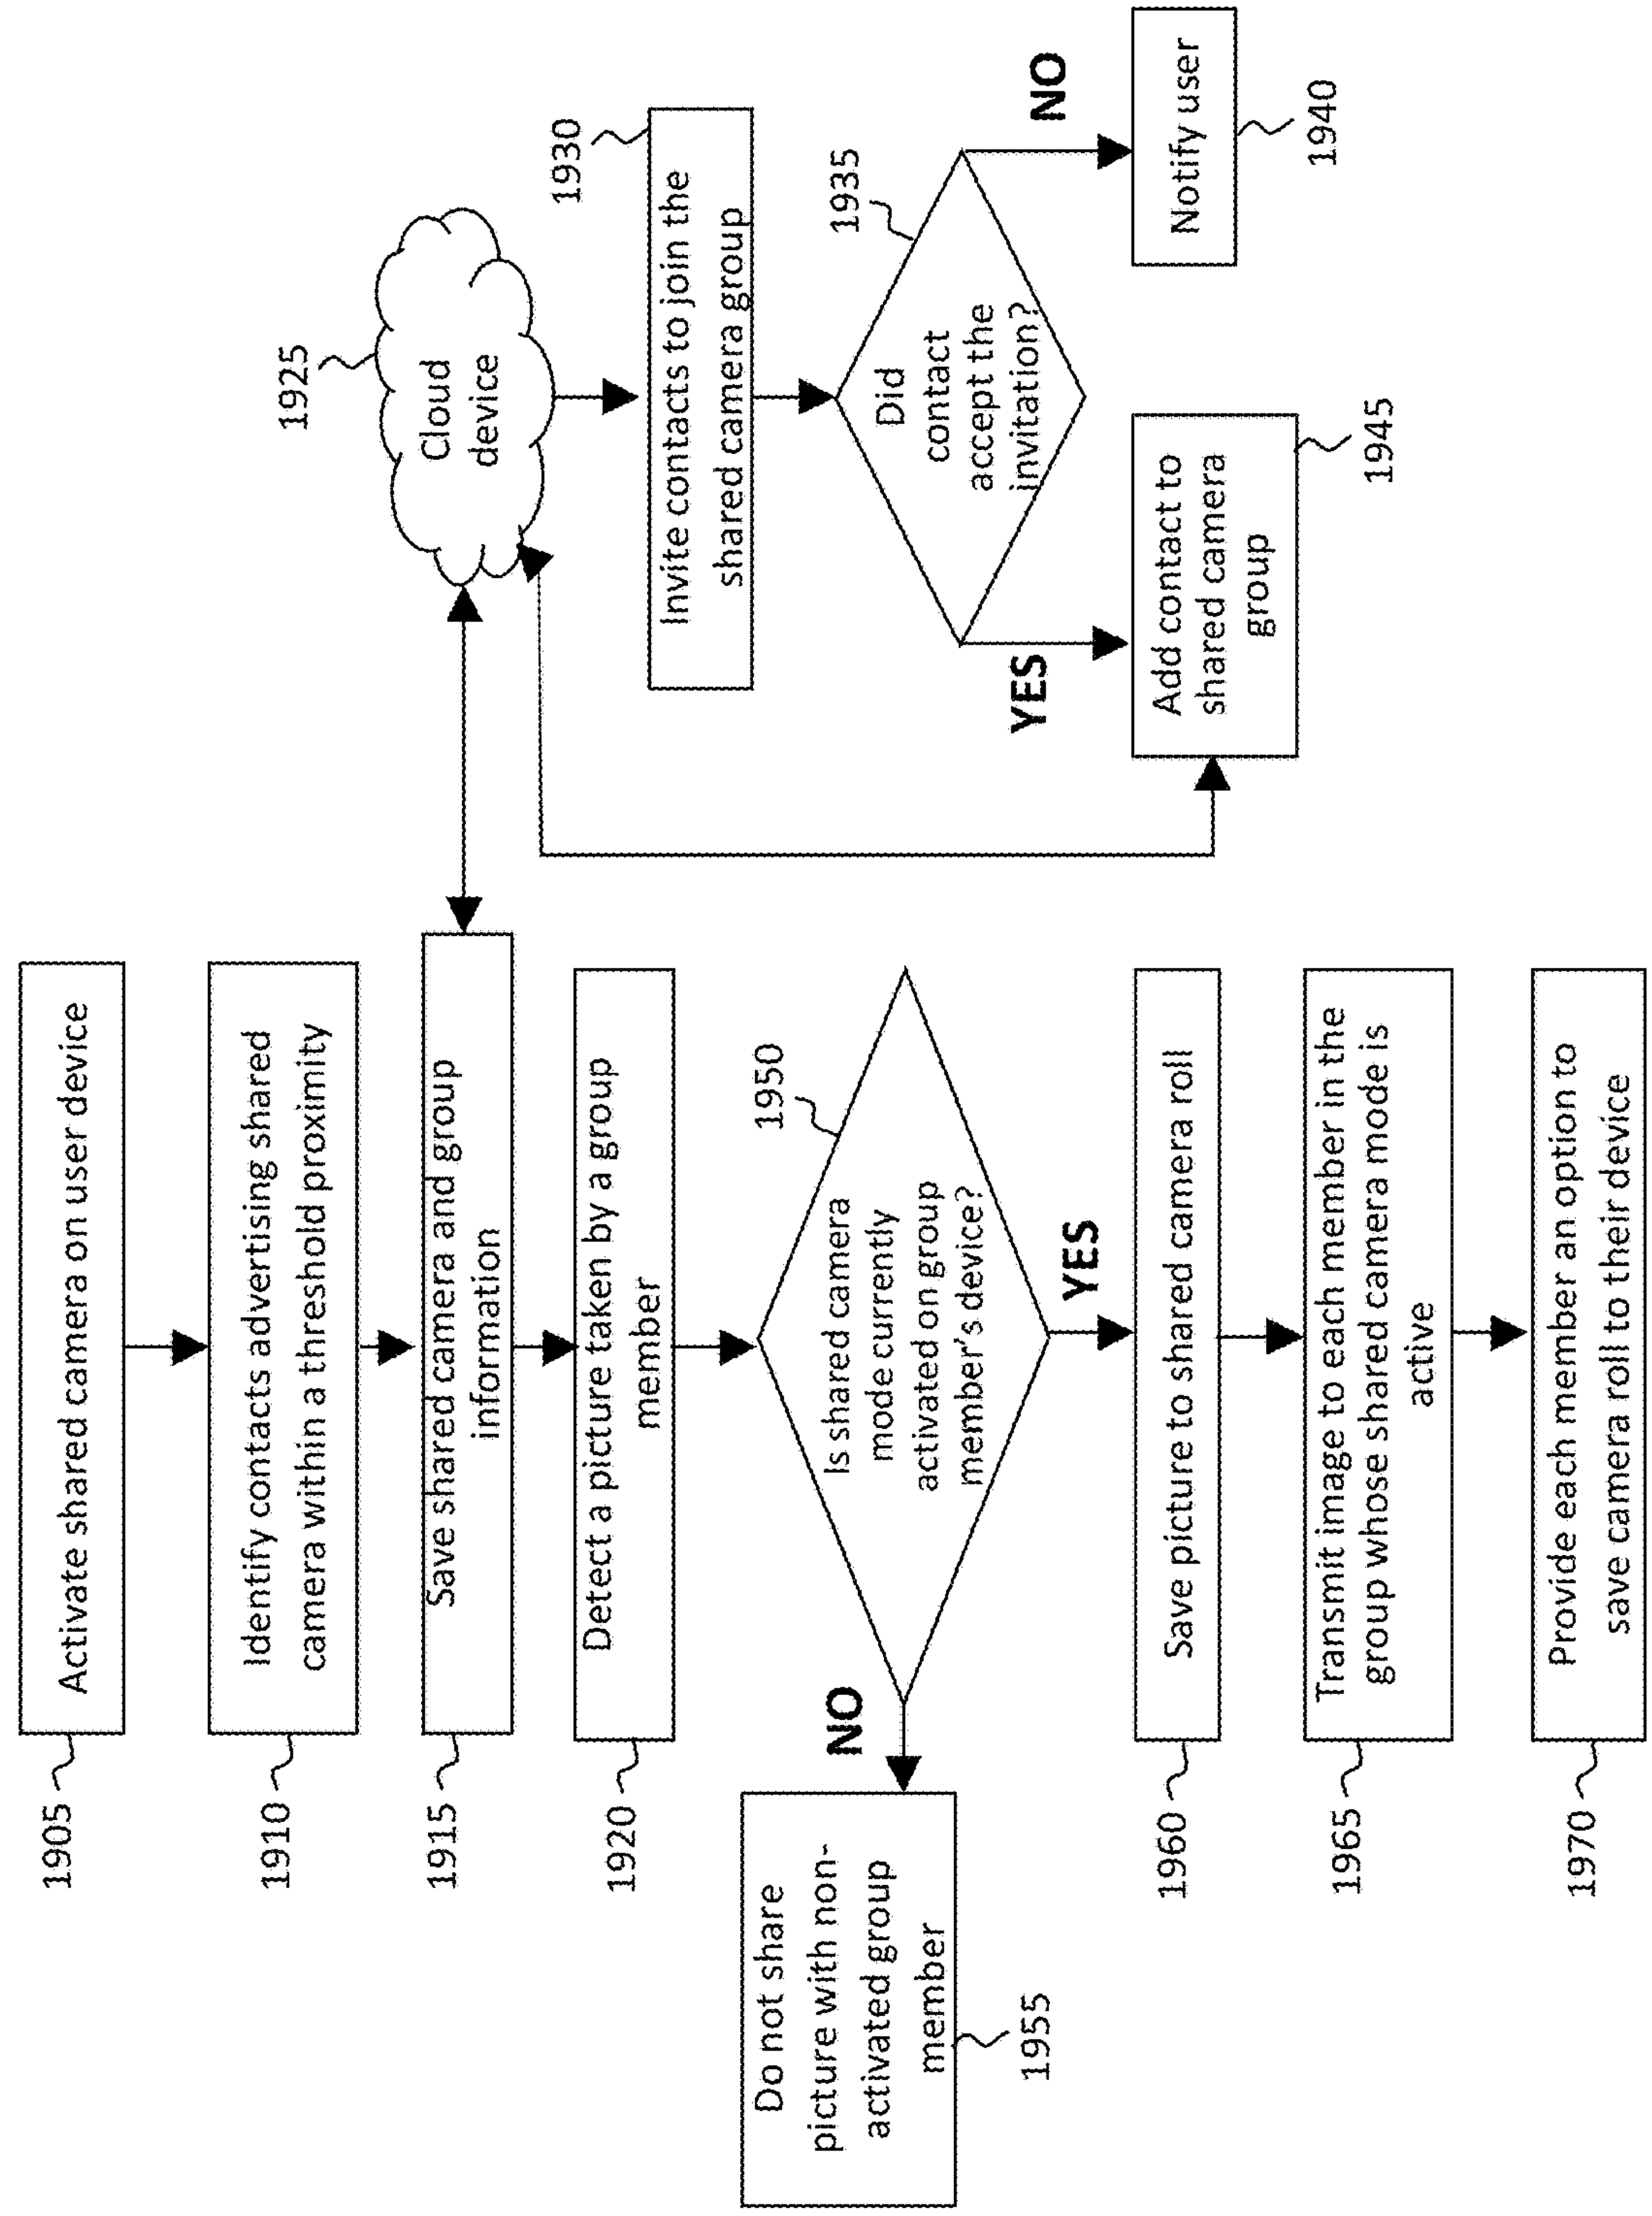 1905
Activate shared camera on user device
1910
Identify contacts advertising shared
camera within a threshold proximity
1915
Save shared camera and group
information
1920
Detect a picture taken by a group
member
1950
Is shared camera
mode currently
activated on group
member's device?
NO
Do not share
picture with non-
activated group
member
1955
YES
1960
Save picture to shared camera roll
1965
Transmit image to each member in the
group whose shared camera mode is
active
1970
Provide each member an option to
save camera roll to their device
1925
Cloud
device
1930
Invite contacts to join the
shared camera group
1935
Did
contact
accept the
invitation?
YES
NO
Add contact to
shared camera
group
1945
Notify user
1940